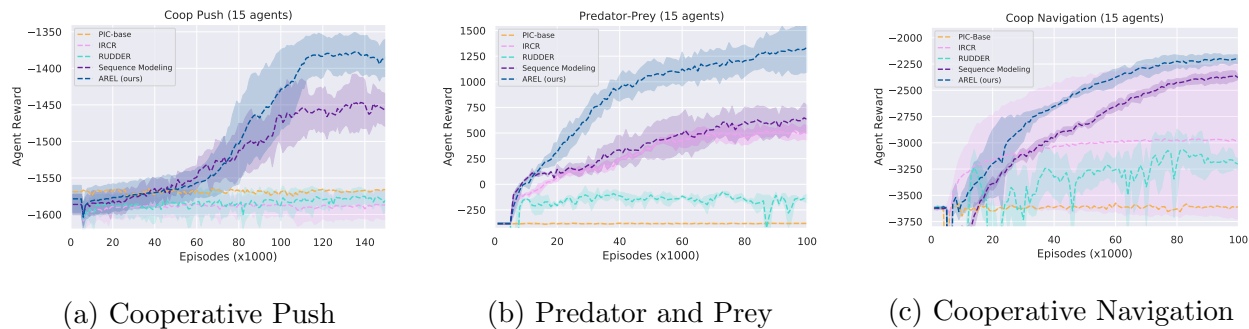 Coop Push (15 agents)
−1350
−1400
−1450
−1500
−1550
−1600
Agent Reward
PIC-base
IRCR
RUDDER
Sequence Modeling
AREL (ours)
0 20 40 60 80 100 120 140
Episodes (x1000)
(a) Cooperative Push
Predator-Prey (15 agents)
1500
1250
1000
750
500
250
0
−250
Agent Reward
PIC-base
IRCR
RUDDER
Sequence Modeling
AREL (ours)
0 20 40 60 80 100
Episodes (x1000)
(b) Predator and Prey
Coop Navigation (15 agents)
−2000
−2250
−2500
−2750
−3000
−3250
−3500
−3750
Agent Reward
PIC-Base
IRCR
RUDDER
Sequence Modeling
AREL (ours)
0 20 40 60 80 100
Episodes (x1000)
(c) Cooperative Navigation